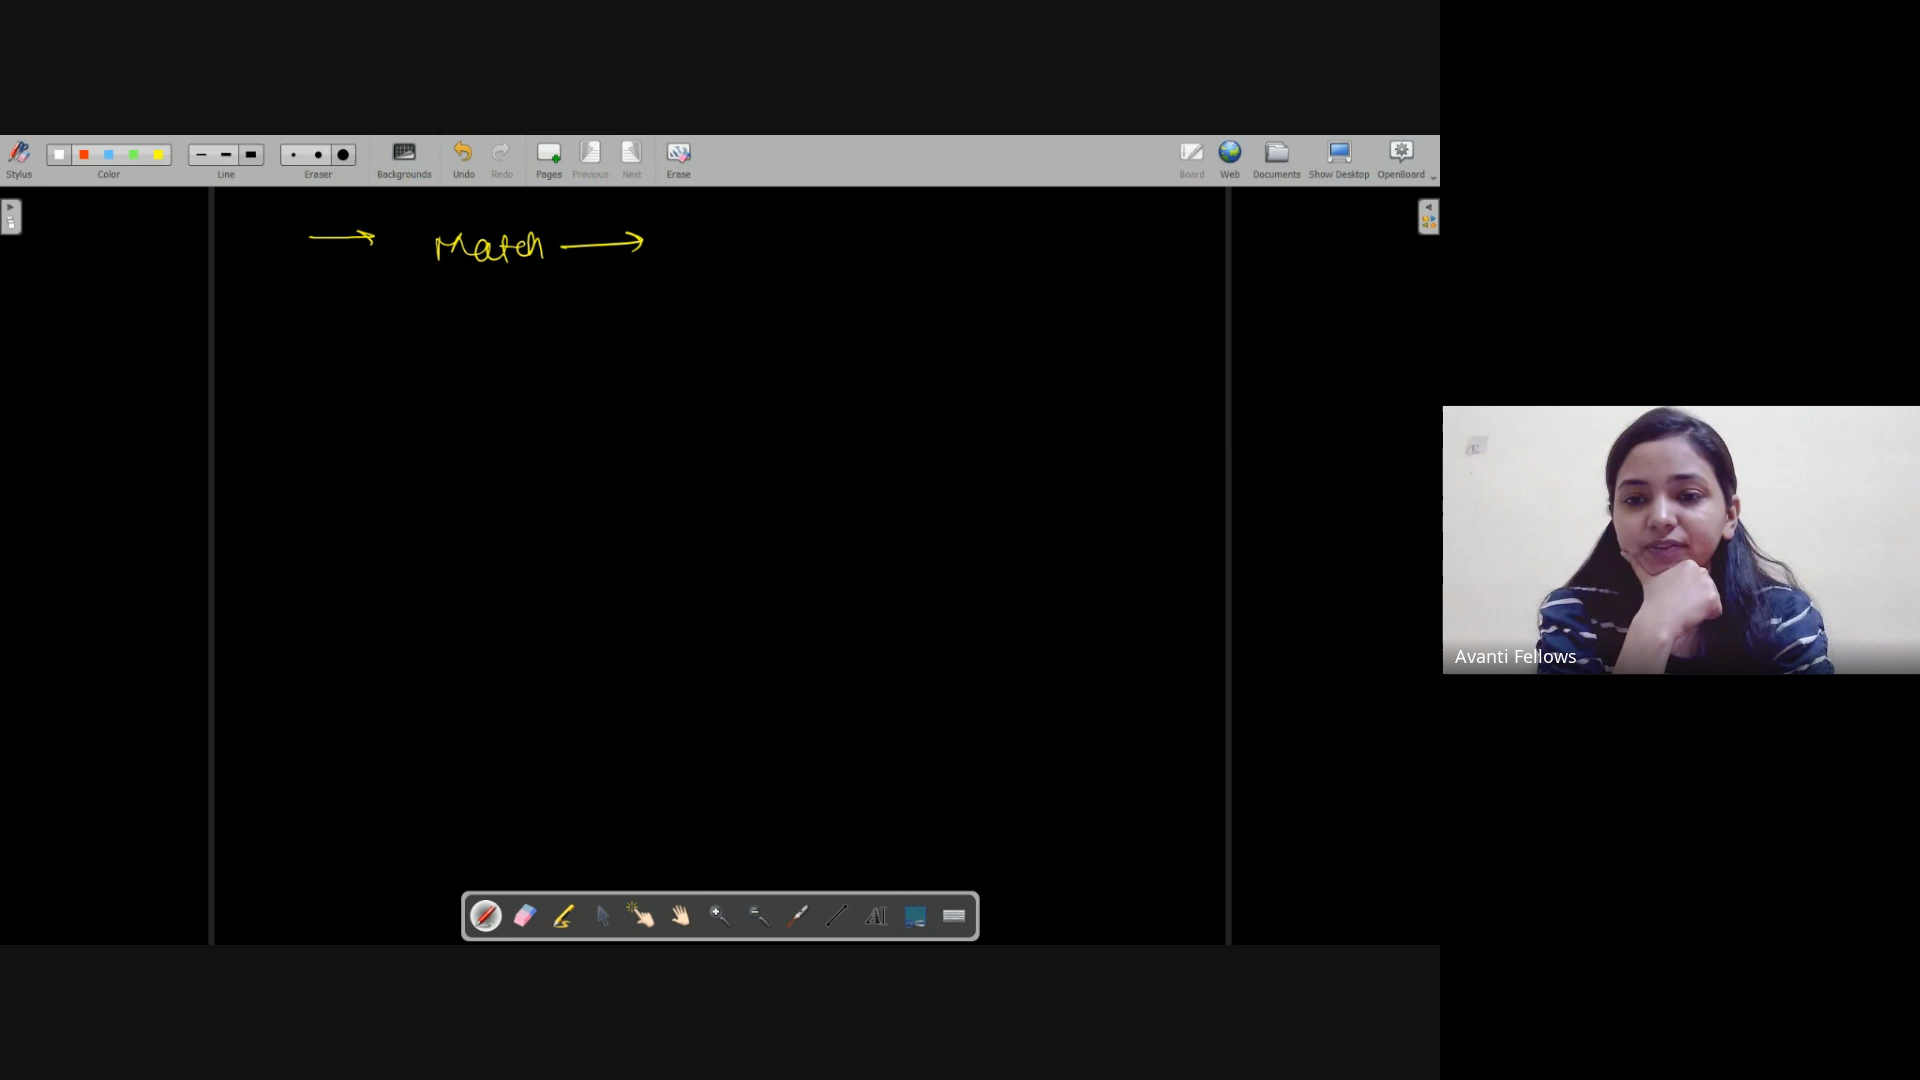 Stylus Color Line Eraser Backgrounds Undo Redo Pages Previous Next Erase Board Web Documents Show Desktop OpenBoard
→ Match →
Avanti Fellows